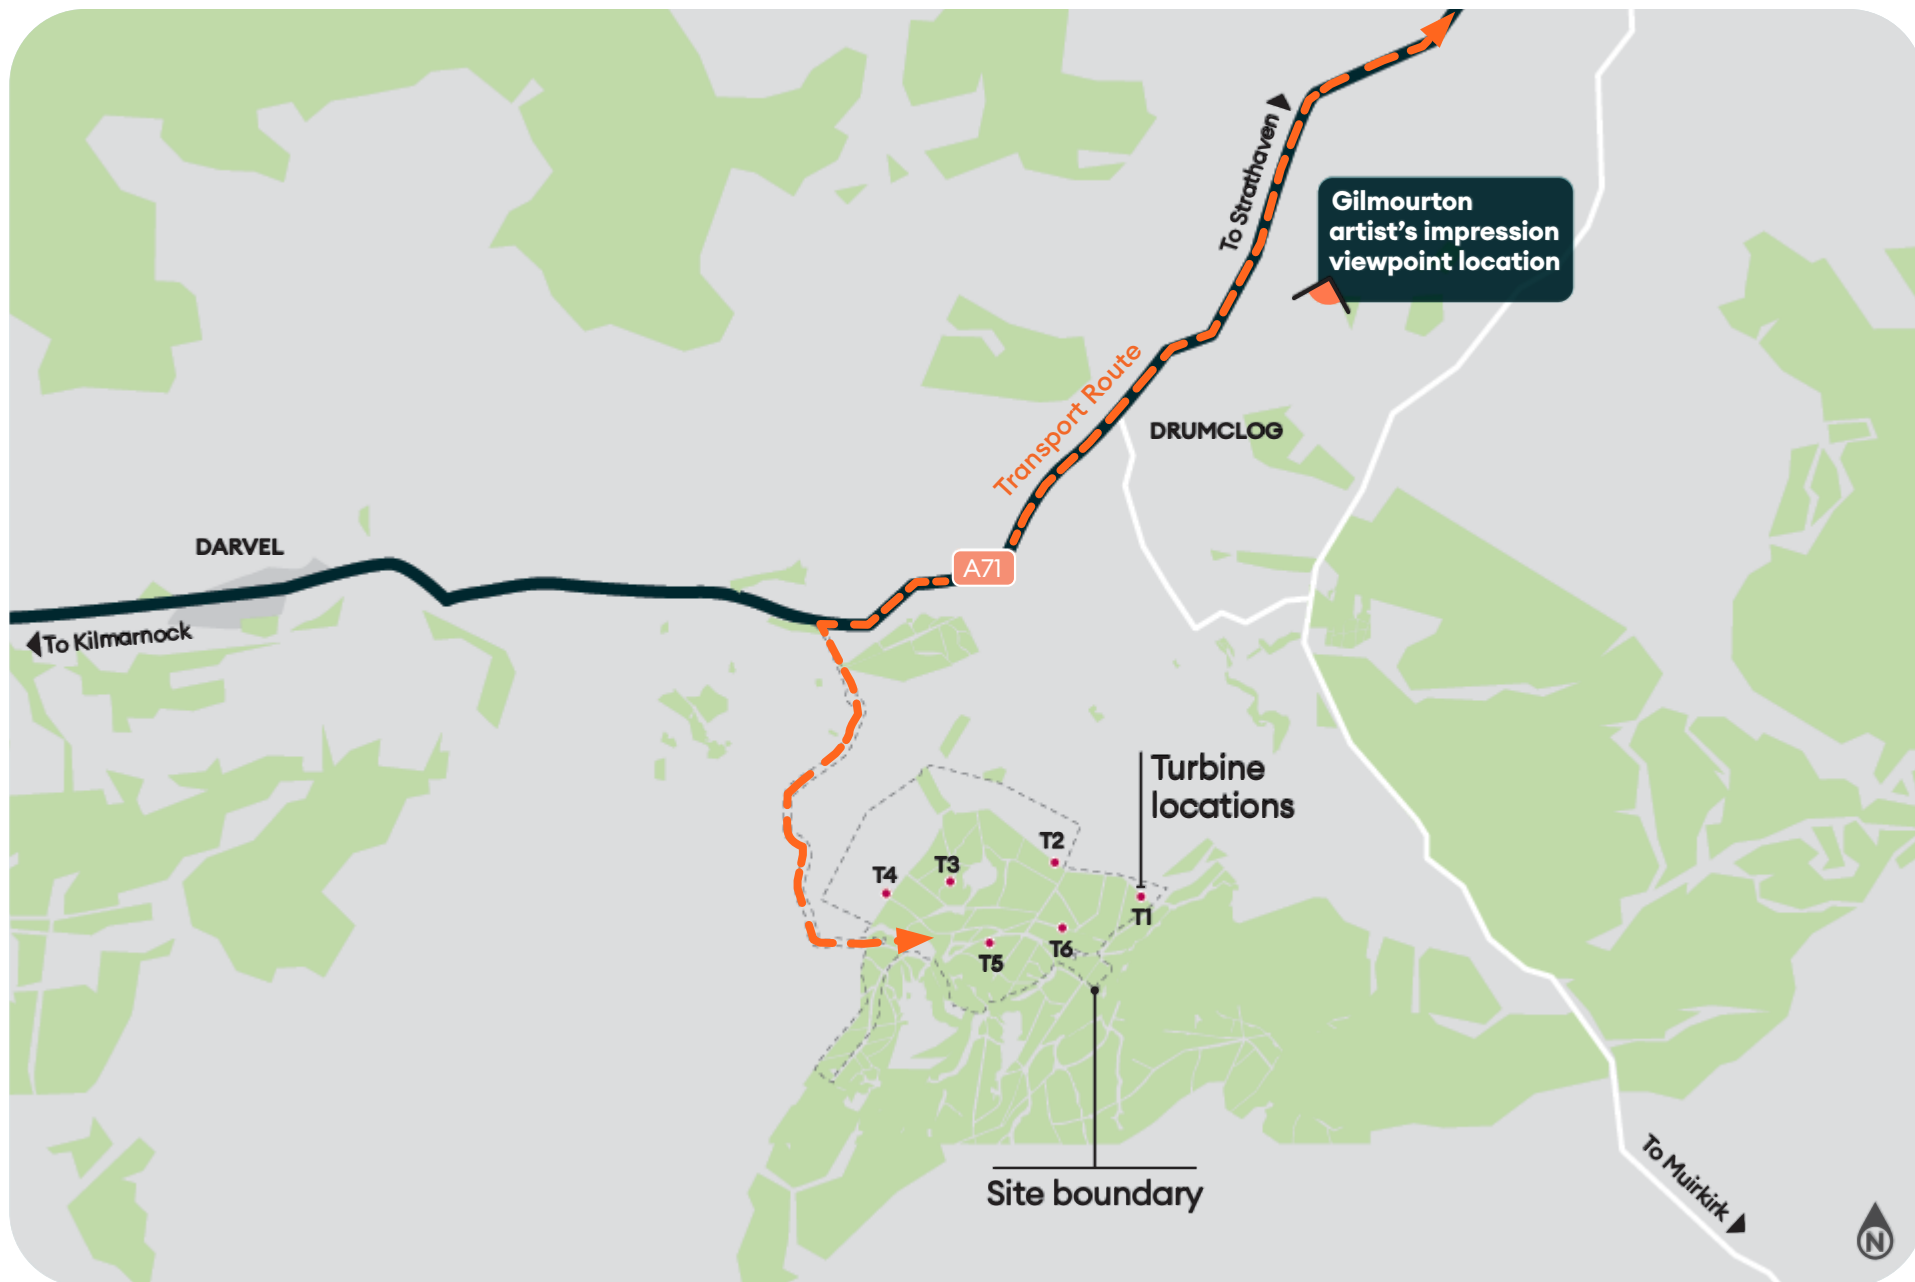 To Strathaven
Gilmourton
artist's impression
viewpoint location
Transport Route
DRUMCLOG
DARVEL
A71
To Kilmarnock
Turbine
locations
T2
T3
T4
T1
T6
T5
Site boundary
To Muirkirk
N